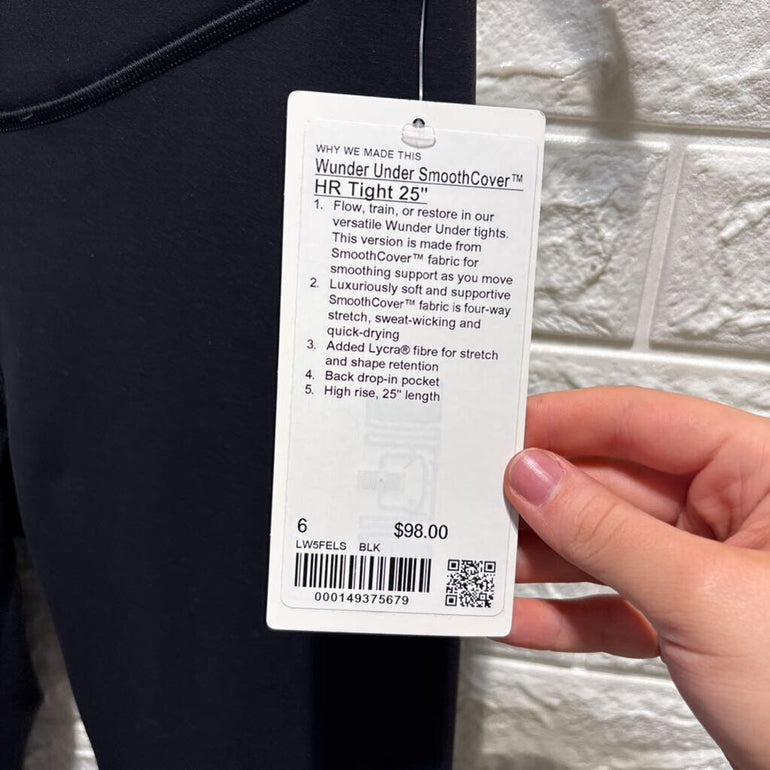 WHY WE MADE THIS
Wunder Under SmoothCover™
HR Tight 25"
1. Flow, train, or restore in our
versatile Wunder Under tights.
This version is made from
SmoothCover™ fabric for
smoothing support as you move
2. Luxuriously soft and supportive
SmoothCover™ fabric is four-way
stretch, sweat-wicking and
quick-drying
3. Added Lycra® fibre for stretch
and shape retention
4. Back drop-in pocket
5. High rise, 25" length
6 $98.00
LW5FELS BLK
000149375679